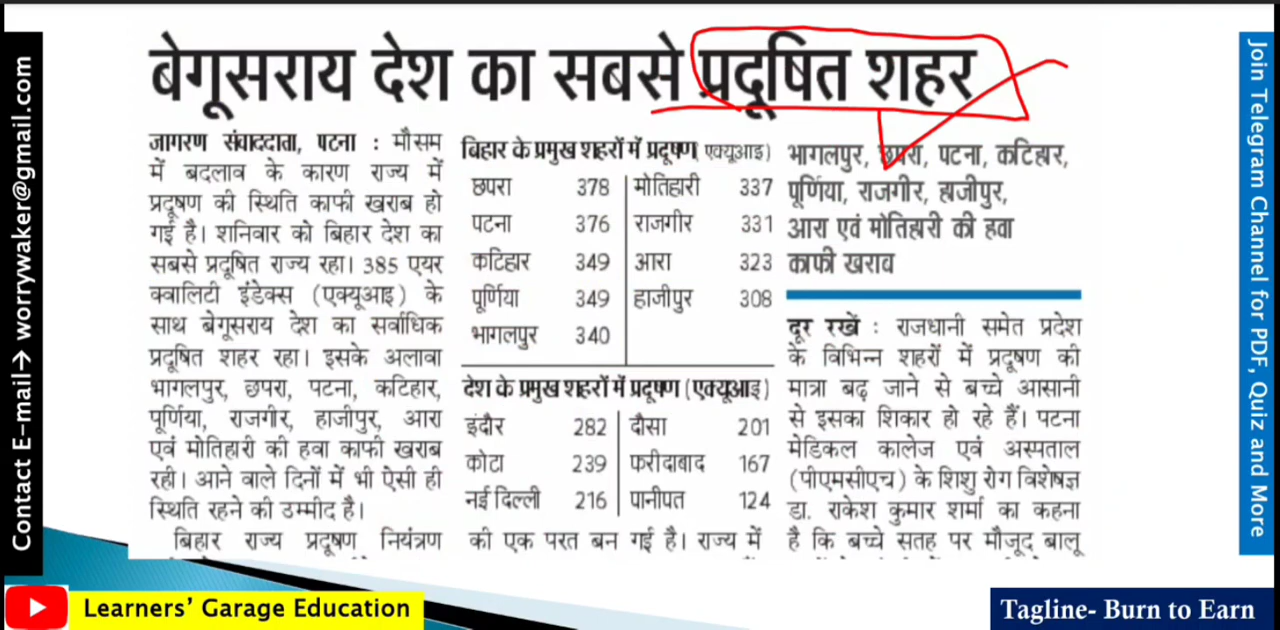 बेगूसराय देश का सबसे प्रदूषित शहर
जागरण संवाददाता, पटना : मौसम
में बदलाव के कारण राज्य में
प्रदूषण की स्थिति काफी खराब हो
गई है। शनिवार को बिहार देश का
सबसे प्रदूषित राज्य रहा। 385 एयर
क्वालिटी इंडेक्स (एक्यूआइ) के
साथ बेगूसराय देश का सर्वाधिक
प्रदूषित शहर रहा। इसके अलावा
भागलपुर, छपरा, पटना, कटिहार,
पूर्णिया, राजगीर, हाजीपुर, आरा
एवं मोतिहारी की हवा काफी खराब
रही। आने वाले दिनों में भी ऐसी ही
स्थिति रहने की उम्मीद है।
बिहार राज्य प्रदूषण नियंत्रण
बिहार के प्रमुख शहरों में प्रदूषण (एक्यूआइ)
छपरा 378 मोतिहारी 337
पटना 376 राजगीर 331
कटिहार 349 आरा 323
पूर्णिया 349 हाजीपुर 308
भागलपुर 340
देश के प्रमुख शहरों में प्रदूषण (एक्यूआइ)
इंदौर 282 दौसा 201
कोटा 239 फरीदाबाद 167
नई दिल्ली 216 पानीपत 124
की एक परत बन गई है। राज्य में
भागलपुर, छपरा, पटना, कटिहार,
पूर्णिया, राजगीर, हाजीपुर,
आरा एवं मोतिहारी की हवा
काफी खराब
दूर रखें : राजधानी समेत प्रदेश
के विभिन्न शहरों में प्रदूषण की
मात्रा बढ़ जाने से बच्चे आसानी
से इसका शिकार हो रहे हैं। पटना
मेडिकल कालेज एवं अस्पताल
(पीएमसीएच) के शिशु रोग विशेषज्ञ
डा. राकेश कुमार शर्मा का कहना
है कि बच्चे सतह पर मौजूद बालू
Contact E-mail→ worrywaker@gmail.com
Join Telegram Channel for PDF, Quiz and More
Learners’ Garage Education
Tagline- Burn to Earn